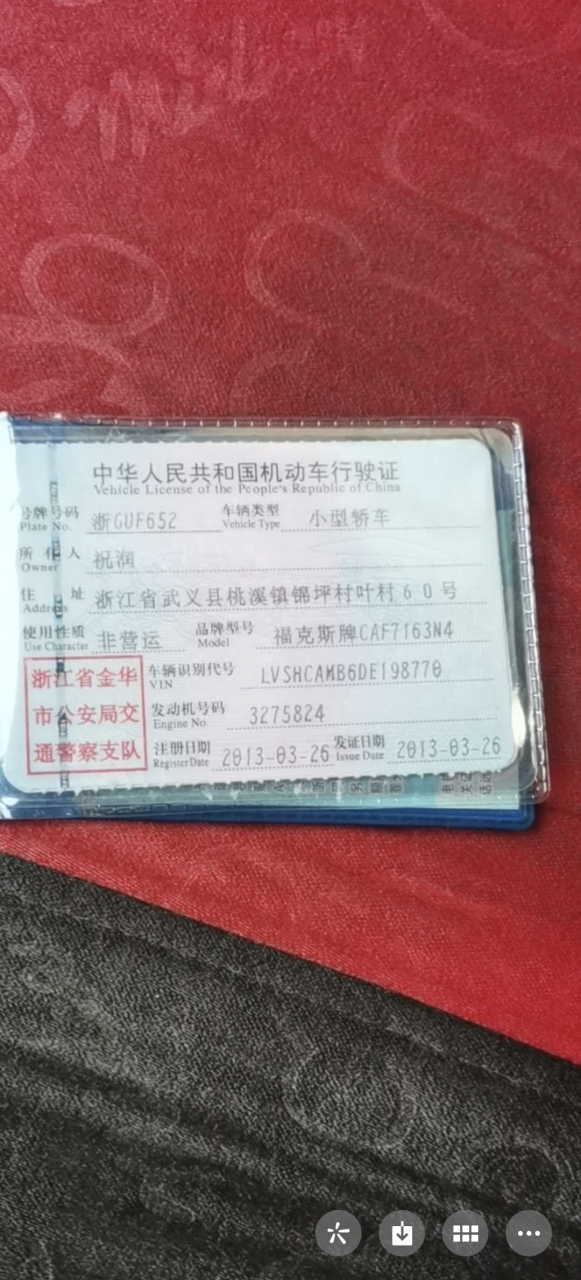 中华人民共和国机动车行驶证
Vehicle License of the People's Republic of China
号牌号码 浙GUF652 车辆类型 小型轿车
Plate No. Vehicle Type
所有人 祝润
Owner
住址 浙江省武义县桃溪镇锦坪村叶村60号
Address
使用性质 非营运 品牌型号 福克斯牌CAF7163N4
Use Character Model
浙江省金华
市公安局交
通警察支队
车辆识别代号 LVSHCAMB6DE198770
VIN
发动机号码 3275824
Engine No.
注册日期 2013-03-26 发证日期 2013-03-26
Register Date Issue Date